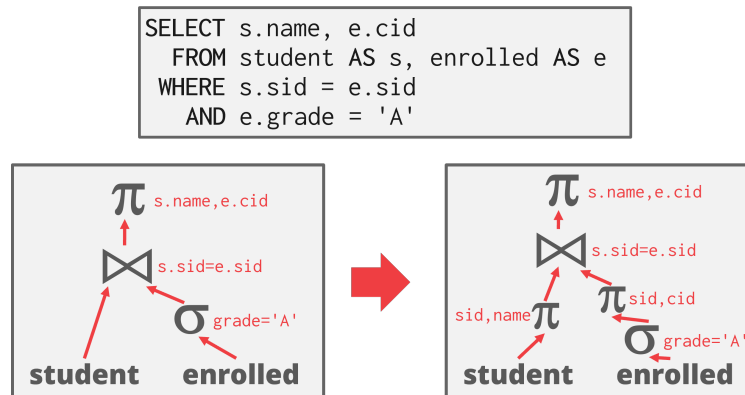 SELECT s.name, e.cid
FROM student AS s, enrolled AS e
WHERE s.sid = e.sid
AND e.grade = 'A'
π s.name,e.cid
⋈ s.sid=e.sid
σ grade='A'
student enrolled
π s.name,e.cid
⋈ s.sid=e.sid
sid,name π π sid,cid
σ grade='A'
student enrolled